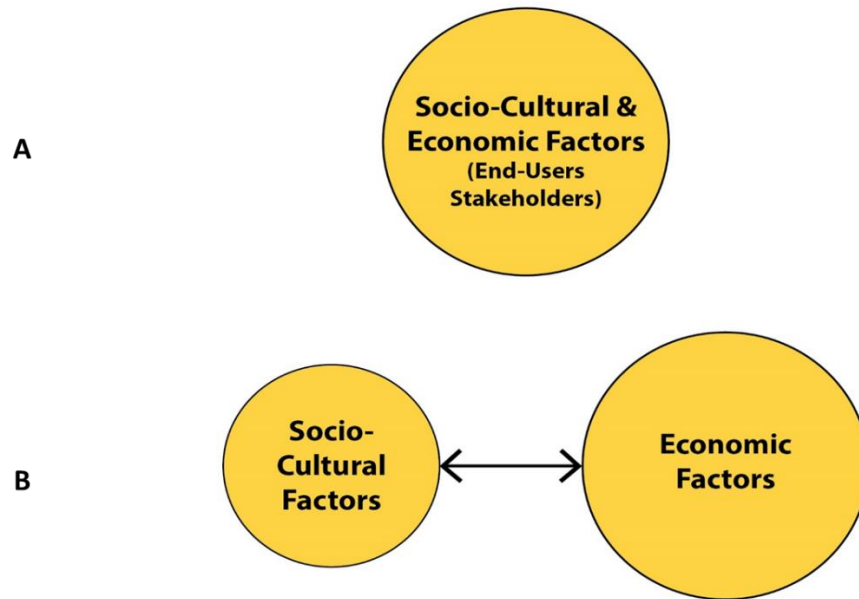 A
Socio-Cultural &
Economic Factors
(End-Users
Stakeholders)
B
Socio-
Cultural
Factors
Economic
Factors